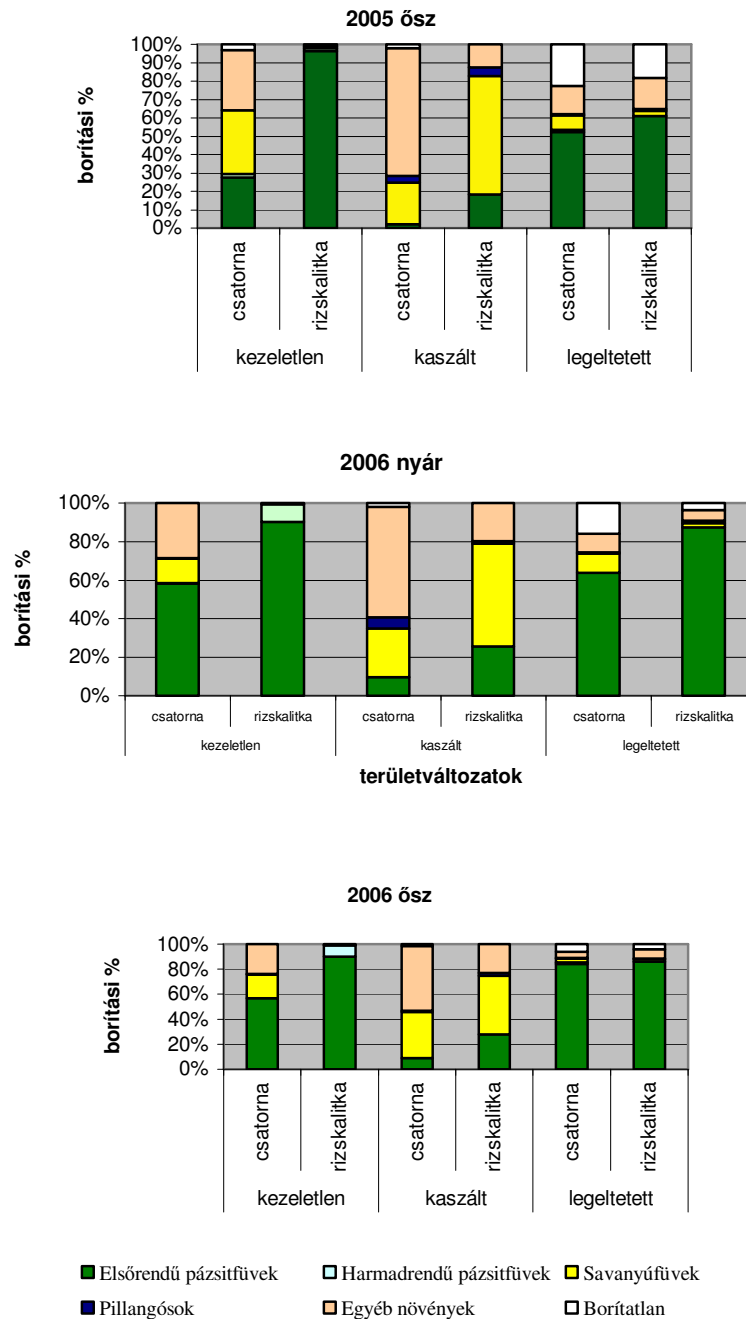 2005 ősz
borítási %
100%
90%
80%
70%
60%
50%
40%
30%
20%
10%
0%
csatorna
rizskalitka
csatorna
rizskalitka
csatorna
rizskalitka
kezeletlen
kaszált
legeltetett
2006 nyár
borítási %
100%
80%
60%
40%
20%
0%
csatorna
rizskalitka
csatorna
rizskalitka
csatorna
rizskalitka
kezeletlen
kaszált
legeltetett
területváltozatok
2006 ősz
borítási %
100%
80%
60%
40%
20%
0%
csatorna
rizskalitka
csatorna
rizskalitka
csatorna
rizskalitka
kezeletlen
kaszált
legeltetett
Elsőrendű pázsitfüvek
Harmadrendű pázsitfüvek
Savanyúfüvek
Pillangósok
Egyéb növények
Borítatlan